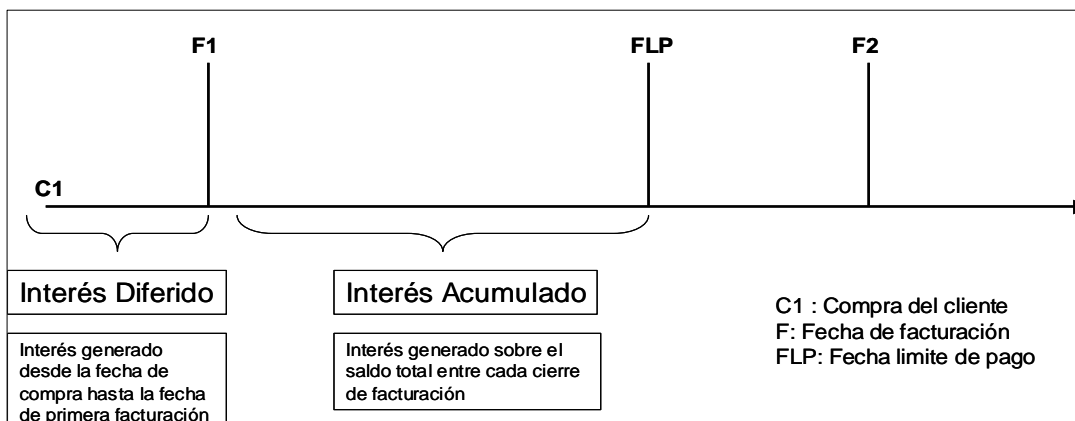 F1
FLP
F2
C1
Interés Diferido
Interés generado
desde la fecha de
compra hasta la fecha
de primera facturación
Interés Acumulado
Interés generado sobre el
saldo total entre cada cierre
de facturación
C1 : Compra del cliente
F: Fecha de facturación
FLP: Fecha limite de pago